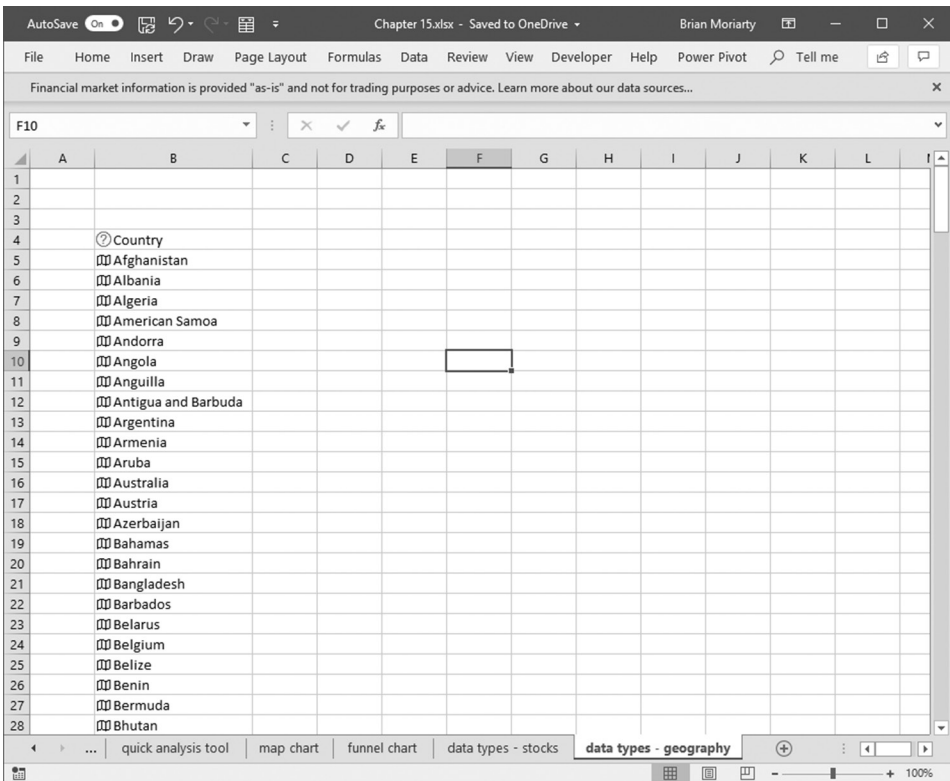 AutoSave On Chapter 15.xlsx - Saved to OneDrive Brian Moriarty
File Home Insert Draw Page Layout Formulas Data Review View Developer Help Power Pivot Tell me
Financial market information is provided "as-is" and not for trading purposes or advice. Learn more about our data sources...
F10 fx
A B C D E F G H I J K L
1
2
3
4 Country
5 Afghanistan
6 Albania
7 Algeria
8 American Samoa
9 Andorra
10 Angola
11 Anguilla
12 Antigua and Barbuda
13 Argentina
14 Armenia
15 Aruba
16 Australia
17 Austria
18 Azerbaijan
19 Bahamas
20 Bahrain
21 Bangladesh
22 Barbados
23 Belarus
24 Belgium
25 Belize
26 Benin
27 Bermuda
28 Bhutan
... quick analysis tool map chart funnel chart data types - stocks data types - geography
- + 100%